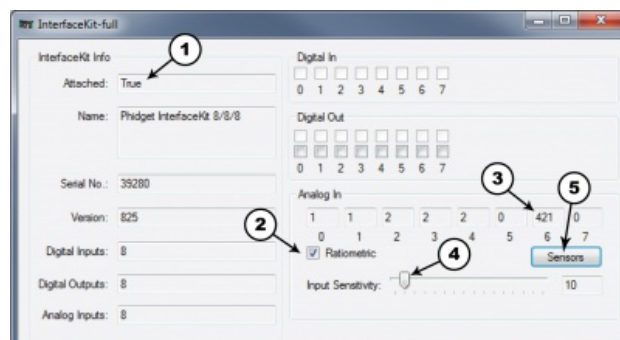 InterfaceKit-full
InterfaceKit Info
Attached: True
Name: Phidget InterfaceKit 8/8/8
Serial No.: 39280
Version: 825
Digital Inputs: 8
Digital Outputs: 8
Analog Inputs: 8
Digital In
0 1 2 3 4 5 6 7
Digital Out
0 1 2 3 4 5 6 7
Analog In
1 1 2 2 2 0 421 0
0 1 2 3 4 5 6 7
Ratiometric
Sensors
Input Sensitivity: 10
1
2
3
4
5